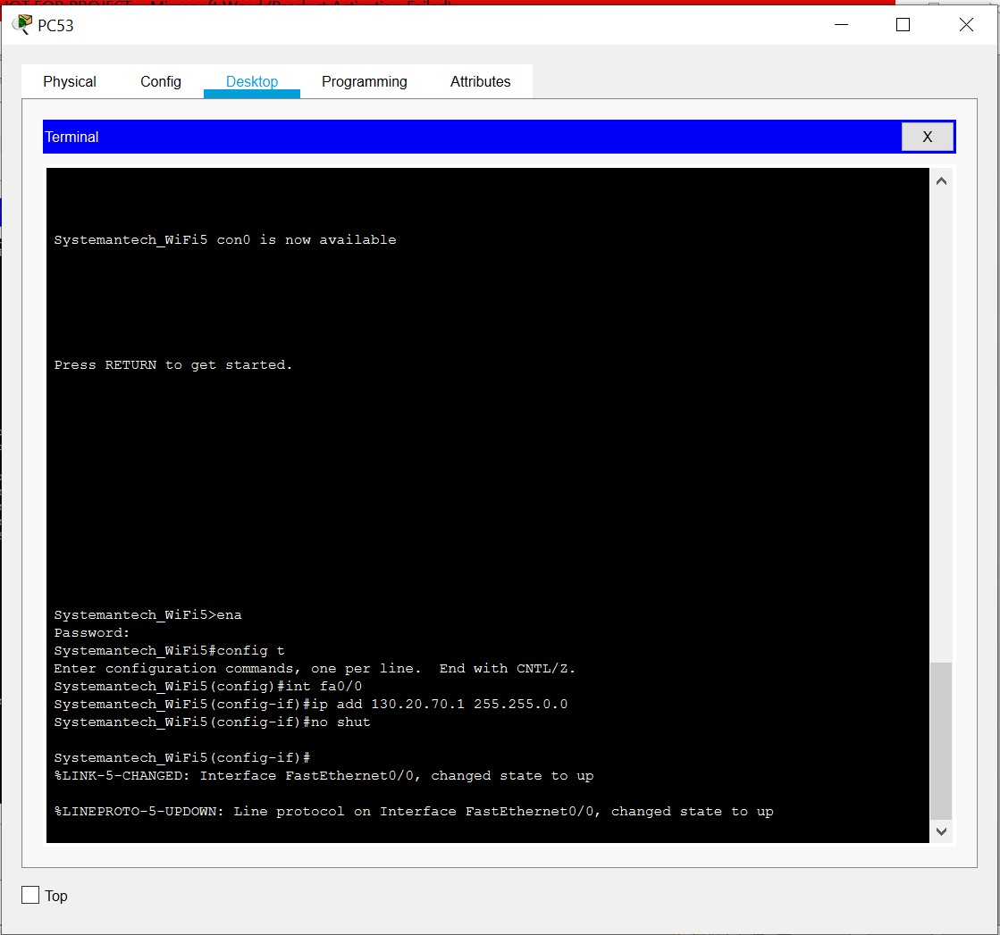 PC53
Physical Config Desktop Programming Attributes
Terminal
X
Systemantech_WiFi5 con0 is now available
Press RETURN to get started.
Systemantech_WiFi5>ena
Password:
Systemantech_WiFi5#config t
Enter configuration commands, one per line.  End with CNTL/Z.
Systemantech_WiFi5(config)#int fa0/0
Systemantech_WiFi5(config-if)#ip add 130.20.70.1 255.255.0.0
Systemantech_WiFi5(config-if)#no shut
Systemantech_WiFi5(config-if)#
%LINK-5-CHANGED: Interface FastEthernet0/0, changed state to up
%LINEPROTO-5-UPDOWN: Line protocol on Interface FastEthernet0/0, changed state to up
Top